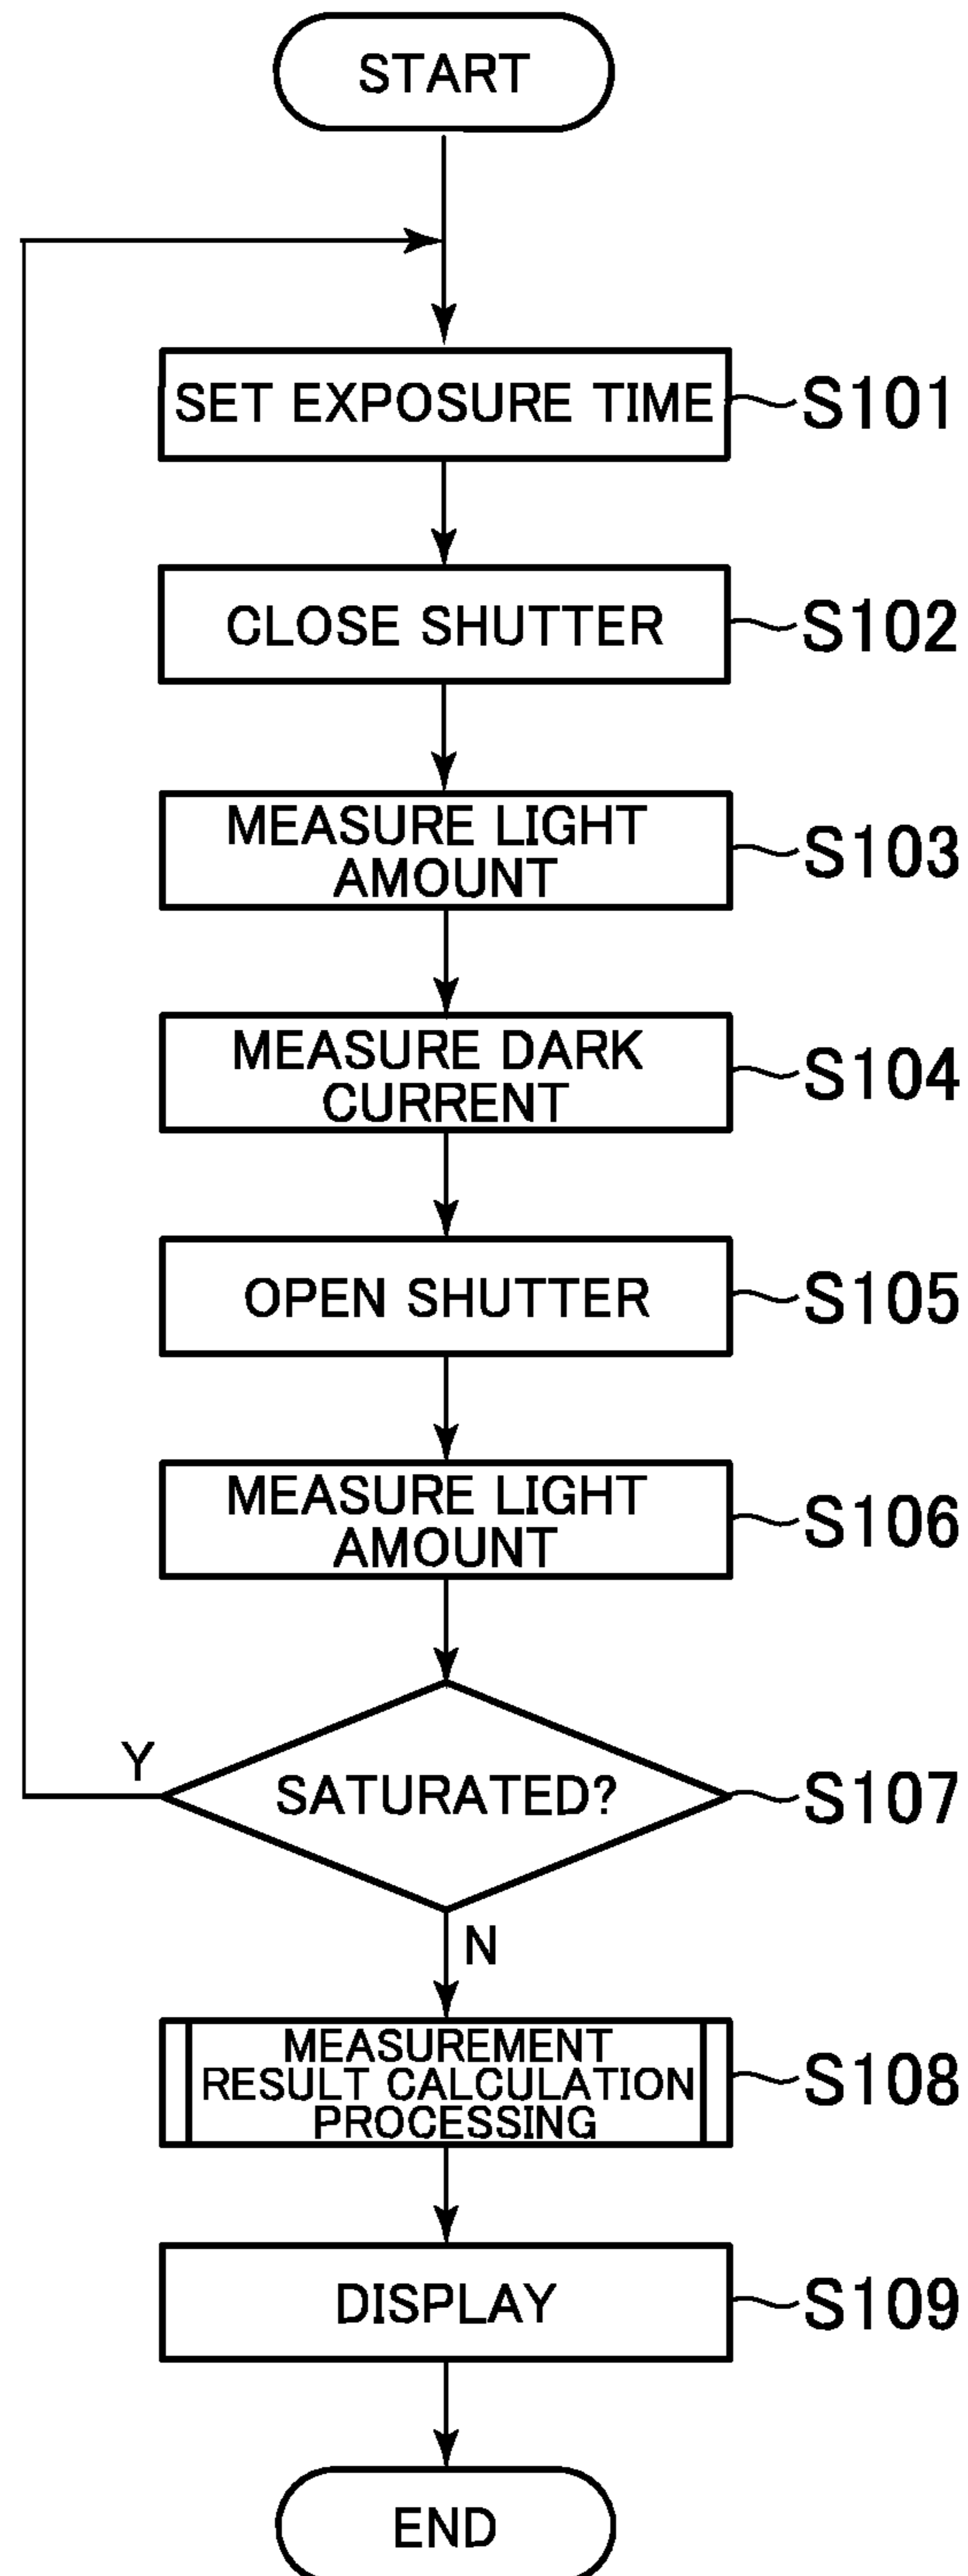 START
SET EXPOSURE TIME
S101
CLOSE SHUTTER
S102
MEASURE LIGHT
AMOUNT
S103
MEASURE DARK
CURRENT
S104
OPEN SHUTTER
S105
MEASURE LIGHT
AMOUNT
S106
Y
SATURATED?
S107
N
MEASUREMENT
RESULT CALCULATION
PROCESSING
S108
DISPLAY
S109
END